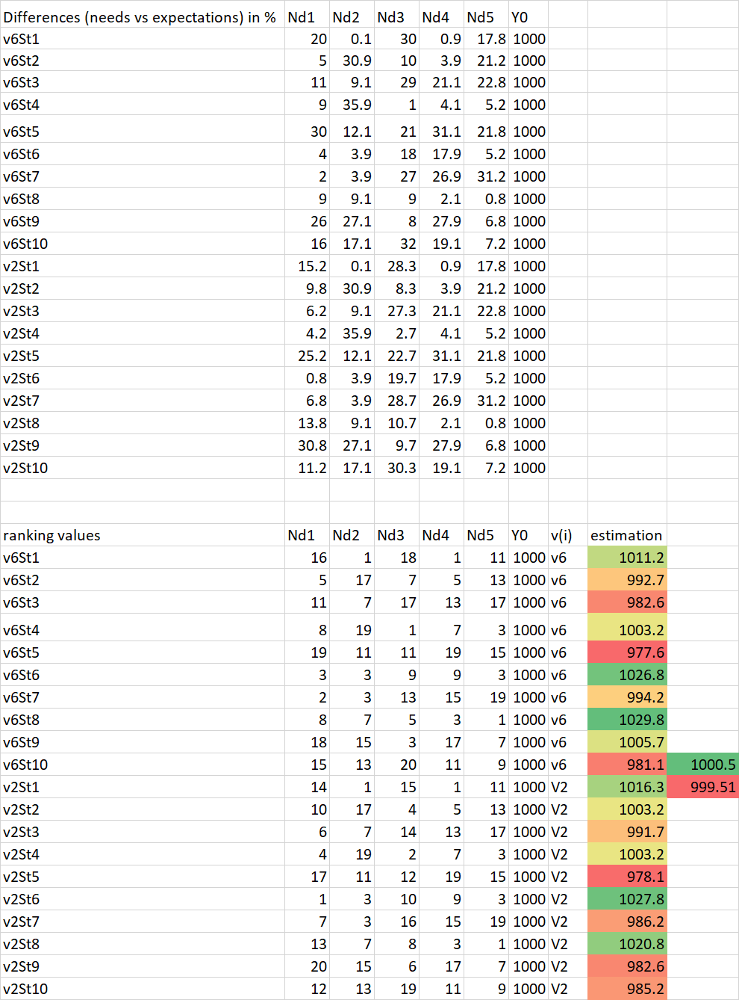 Differences (needs vs expectations) in % Nd1 Nd2 Nd3 Nd4 Nd5 Y0
v6St1 20 0.1 30 0.9 17.8 1000
v6St2 5 30.9 10 3.9 21.2 1000
v6St3 11 9.1 29 21.1 22.8 1000
v6St4 9 35.9 1 4.1 5.2 1000
v6St5 30 12.1 21 31.1 21.8 1000
v6St6 4 3.9 18 17.9 5.2 1000
v6St7 2 3.9 27 26.9 31.2 1000
v6St8 9 9.1 9 2.1 0.8 1000
v6St9 26 27.1 8 27.9 6.8 1000
v6St10 16 17.1 32 19.1 7.2 1000
v2St1 15.2 0.1 28.3 0.9 17.8 1000
v2St2 9.8 30.9 8.3 3.9 21.2 1000
v2St3 6.2 9.1 27.3 21.1 22.8 1000
v2St4 4.2 35.9 2.7 4.1 5.2 1000
v2St5 25.2 12.1 22.7 31.1 21.8 1000
v2St6 0.8 3.9 19.7 17.9 5.2 1000
v2St7 6.8 3.9 28.7 26.9 31.2 1000
v2St8 13.8 9.1 10.7 2.1 0.8 1000
v2St9 30.8 27.1 9.7 27.9 6.8 1000
v2St10 11.2 17.1 30.3 19.1 7.2 1000
ranking values Nd1 Nd2 Nd3 Nd4 Nd5 Y0 v(i) estimation
v6St1 16 1 18 1 11 1000 v6 1011.2
v6St2 5 17 7 5 13 1000 v6 992.7
v6St3 11 7 17 13 17 1000 v6 982.6
v6St4 8 19 1 7 3 1000 v6 1003.2
v6St5 19 11 11 19 15 1000 v6 977.6
v6St6 3 3 9 9 3 1000 v6 1026.8
v6St7 2 3 13 15 19 1000 v6 994.2
v6St8 8 7 5 3 1 1000 v6 1029.8
v6St9 18 15 3 17 7 1000 v6 1005.7
v6St10 15 13 20 11 9 1000 v6 981.1 1000.5
v2St1 14 1 15 1 11 1000 V2 1016.3 999.51
v2St2 10 17 4 5 13 1000 V2 1003.2
v2St3 6 7 14 13 17 1000 V2 991.7
v2St4 4 19 2 7 3 1000 V2 1003.2
v2St5 17 11 12 19 15 1000 V2 978.1
v2St6 1 3 10 9 3 1000 V2 1027.8
v2St7 7 3 16 15 19 1000 V2 986.2
v2St8 13 7 8 3 1 1000 V2 1020.8
v2St9 20 15 6 17 7 1000 V2 982.6
v2St10 12 13 19 11 9 1000 V2 985.2